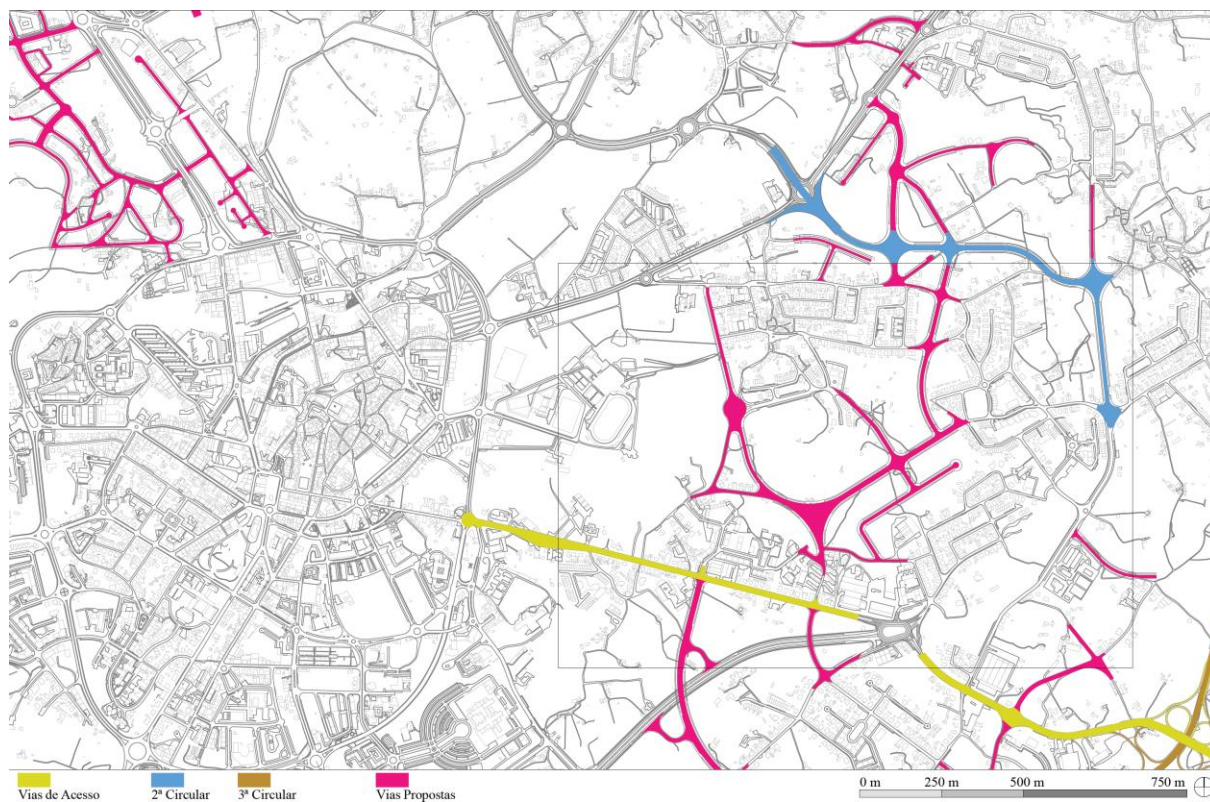 Vias de Acesso
2ª Circular
3ª Circular
Vias Propostas
0 m
250 m
500 m
750 m